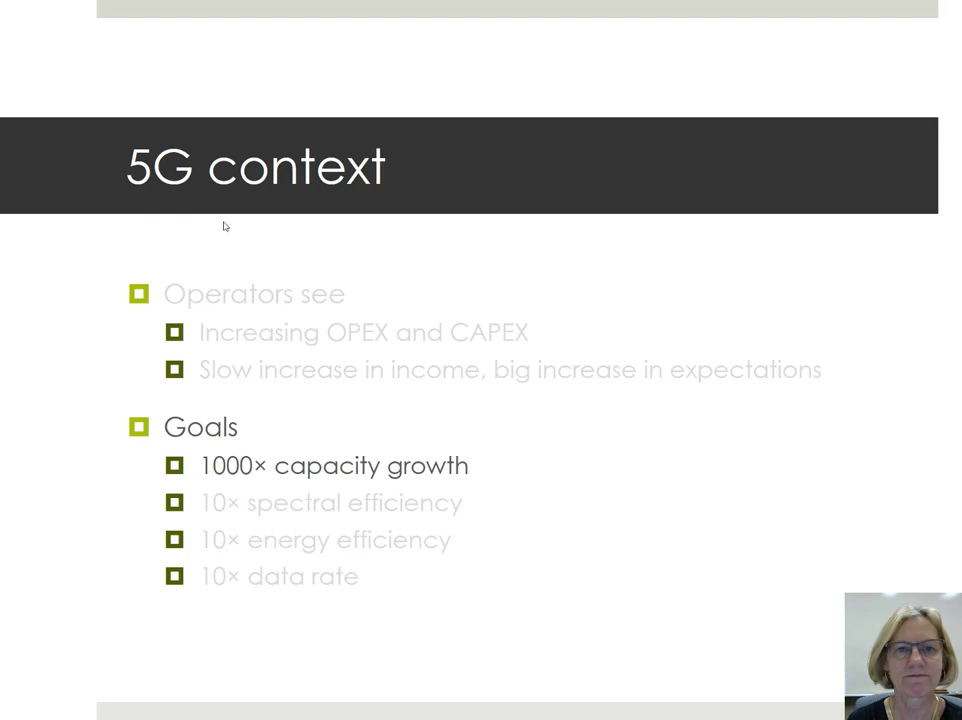 5G context
Operators see
Increasing OPEX and CAPEX
Slow increase in income, big increase in expectations
Goals
1000× capacity growth
10× spectral efficiency
10× energy efficiency
10× data rate